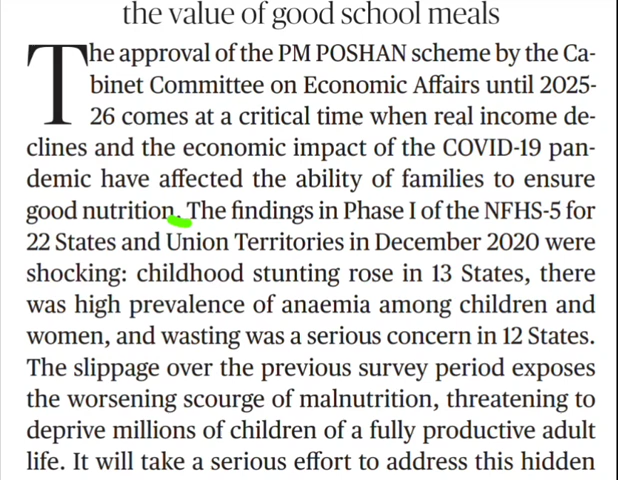 the value of good school meals
The approval of the PM POSHAN scheme by the Ca-
binet Committee on Economic Affairs until 2025-
26 comes at a critical time when real income de-
clines and the economic impact of the COVID-19 pan-
demic have affected the ability of families to ensure
good nutrition. The findings in Phase I of the NFHS-5 for
22 States and Union Territories in December 2020 were
shocking: childhood stunting rose in 13 States, there
was high prevalence of anaemia among children and
women, and wasting was a serious concern in 12 States.
The slippage over the previous survey period exposes
the worsening scourge of malnutrition, threatening to
deprive millions of children of a fully productive adult
life. It will take a serious effort to address this hidden